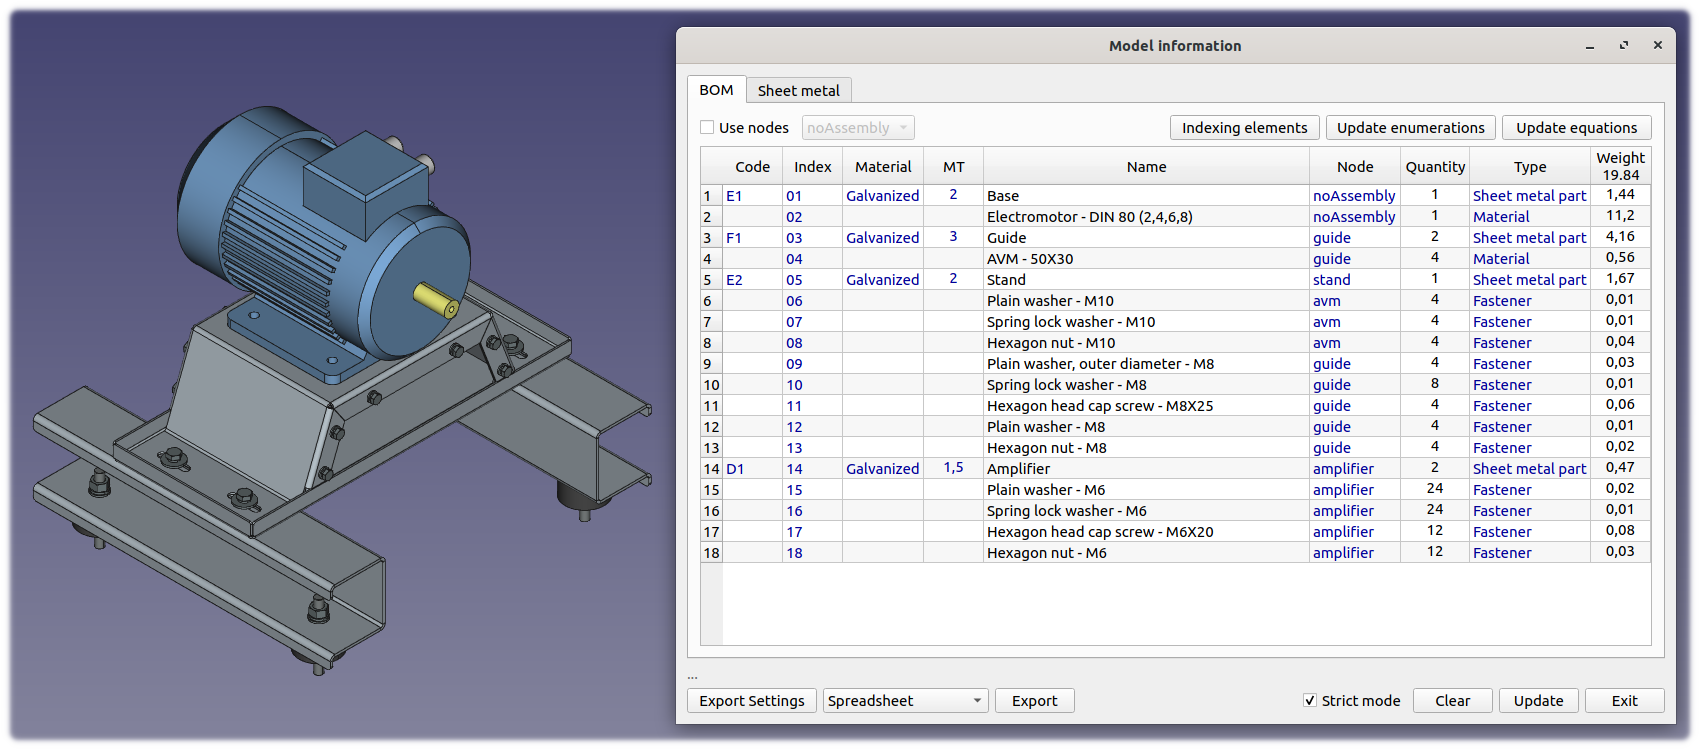 Model information
BOM Sheet metal
Use nodes noAssembly Indexing elements Update enumerations Update equations
Code Index Material MT Name Node Quantity Type Weight 19.84
1 E1 01 Galvanized 2 Base noAssembly 1 Sheet metal part 1,44
2 02 Electromotor - DIN 80 (2,4,6,8) noAssembly 1 Material 11,2
3 F1 03 Galvanized 3 Guide guide 2 Sheet metal part 4,16
4 04 AVM - 50X30 guide 4 Material 0,56
5 E2 05 Galvanized 2 Stand stand 1 Sheet metal part 1,67
6 06 Plain washer - M10 avm 4 Fastener 0,01
7 07 Spring lock washer - M10 avm 4 Fastener 0,01
8 08 Hexagon nut - M10 avm 4 Fastener 0,04
9 09 Plain washer, outer diameter - M8 guide 4 Fastener 0,03
10 10 Spring lock washer - M8 guide 8 Fastener 0,01
11 11 Hexagon head cap screw - M8X25 guide 4 Fastener 0,06
12 12 Plain washer - M8 guide 4 Fastener 0,01
13 13 Hexagon nut - M8 guide 4 Fastener 0,02
14 D1 14 Galvanized 1,5 Amplifier amplifier 2 Sheet metal part 0,47
15 15 Plain washer - M6 amplifier 24 Fastener 0,02
16 16 Spring lock washer - M6 amplifier 24 Fastener 0,01
17 17 Hexagon head cap screw - M6X20 amplifier 12 Fastener 0,08
18 18 Hexagon nut - M6 amplifier 12 Fastener 0,03
...
Export Settings Spreadsheet Export Strict mode Clear Update Exit